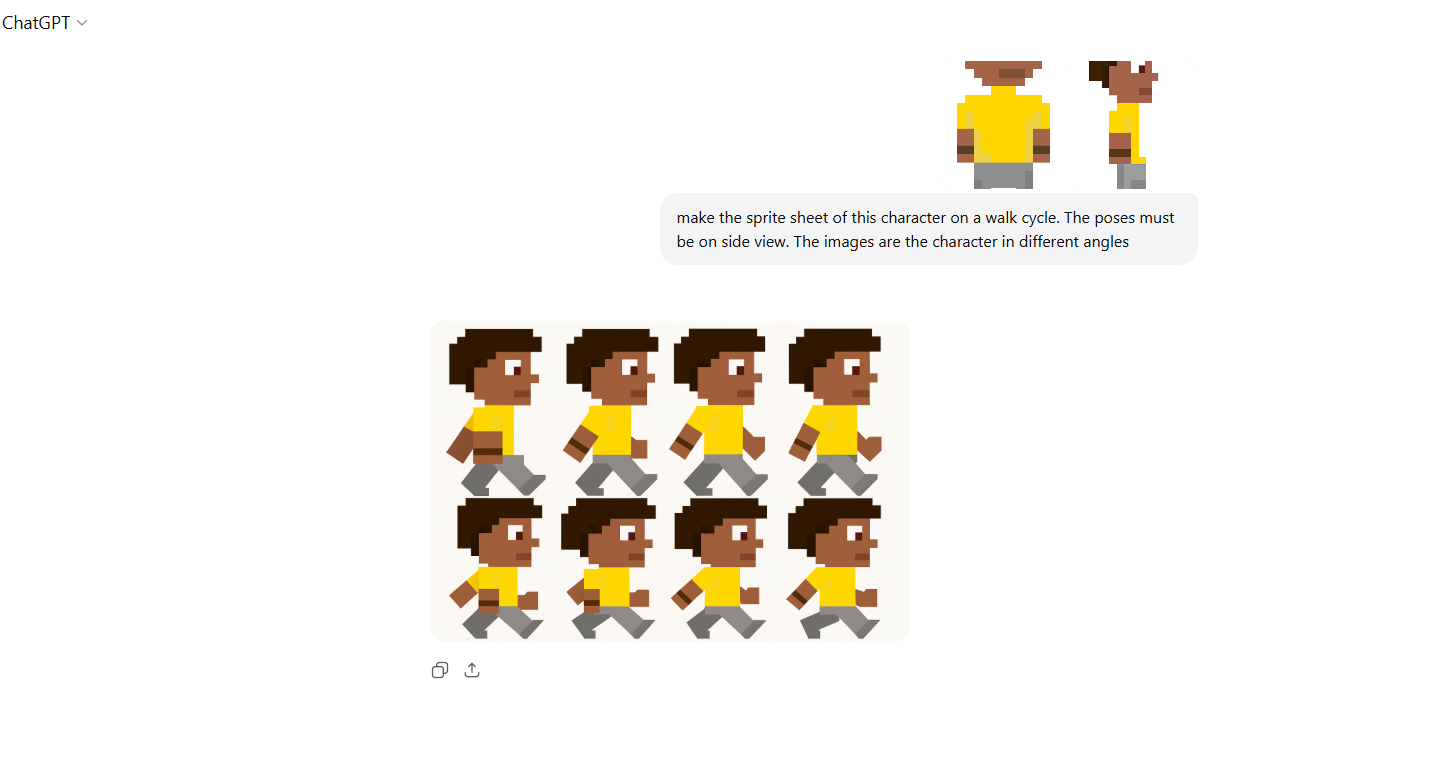 ChatGPT
make the sprite sheet of this character on a walk cycle. The poses must
be on side view. The images are the character in different angles